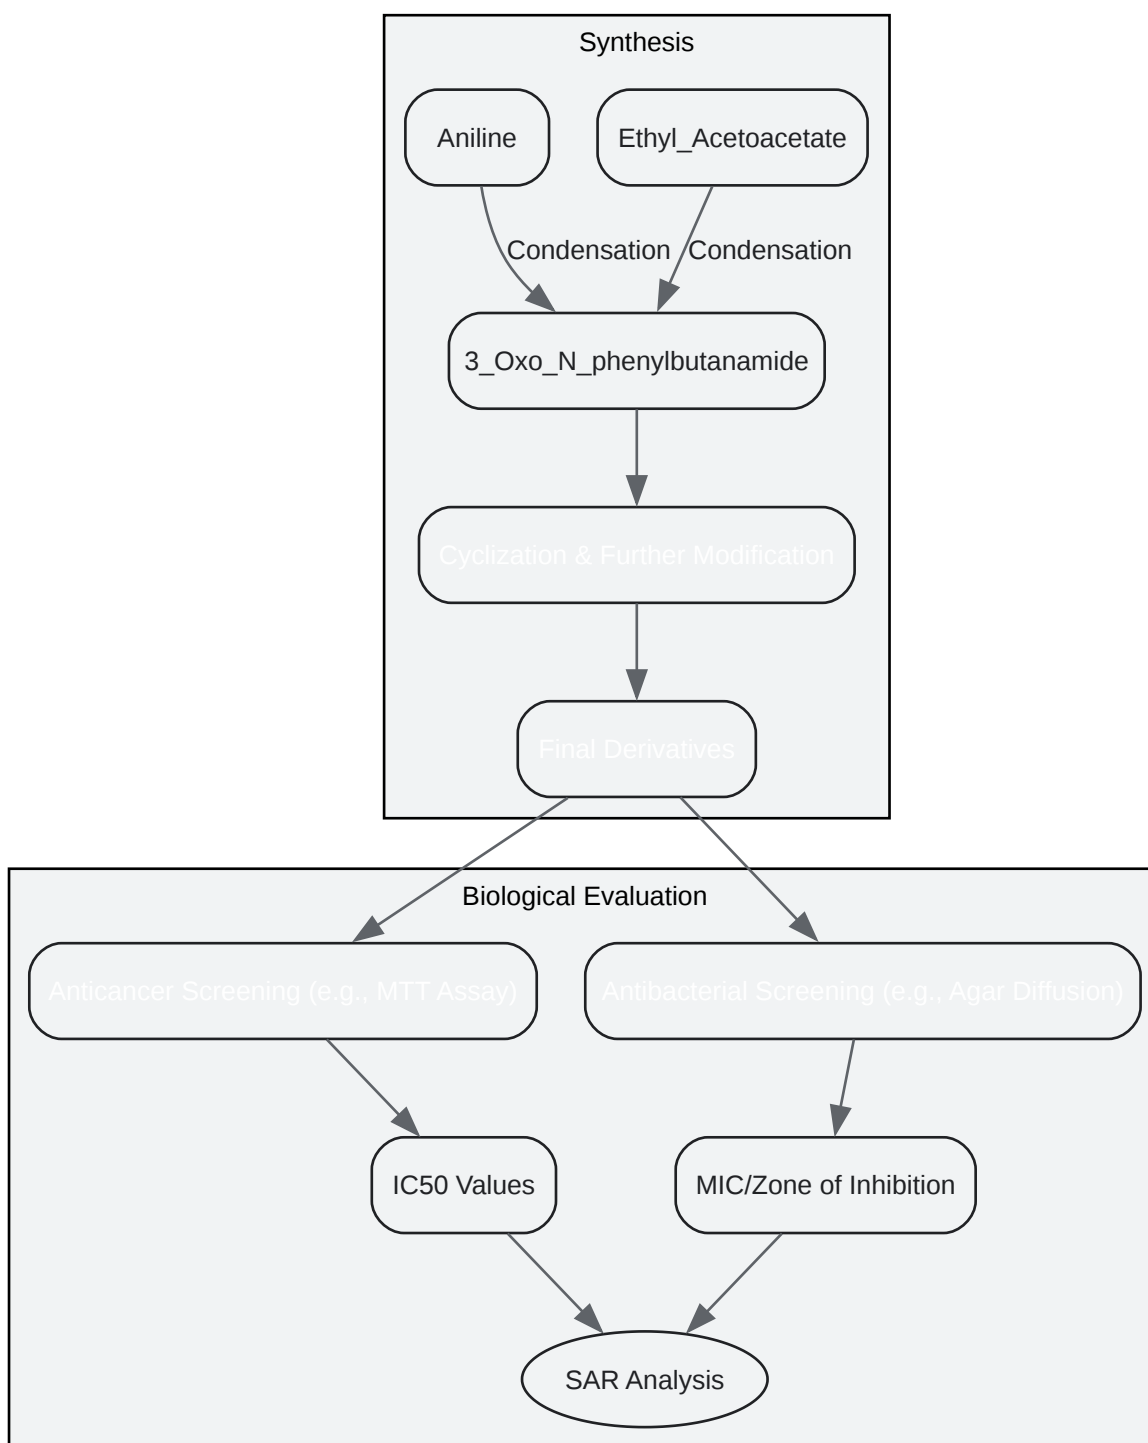 Synthesis
Aniline
Ethyl_Acetoacetate
Condensation
Condensation
3_Oxo_N_phenylbutanamide
Cyclization & Further Modification
Final Derivatives
Biological Evaluation
Anticancer Screening (e.g., MTT Assay)
Antibacterial Screening (e.g., Agar Diffusion)
IC50 Values
MIC/Zone of Inhibition
SAR Analysis